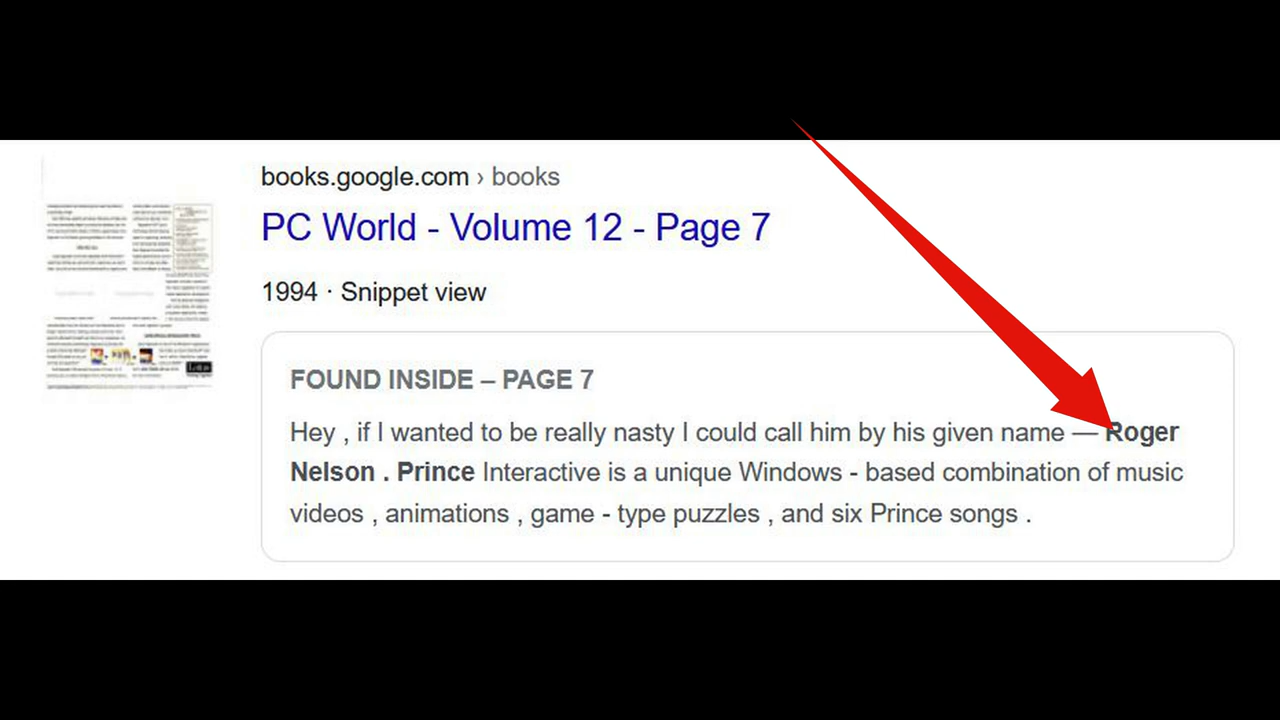 books.google.com › books
PC World - Volume 12 - Page 7
1994 · Snippet view
FOUND INSIDE – PAGE 7
Hey , if I wanted to be really nasty I could call him by his given name — Roger
Nelson . Prince Interactive is a unique Windows - based combination of music
videos , animations , game - type puzzles , and six Prince songs .